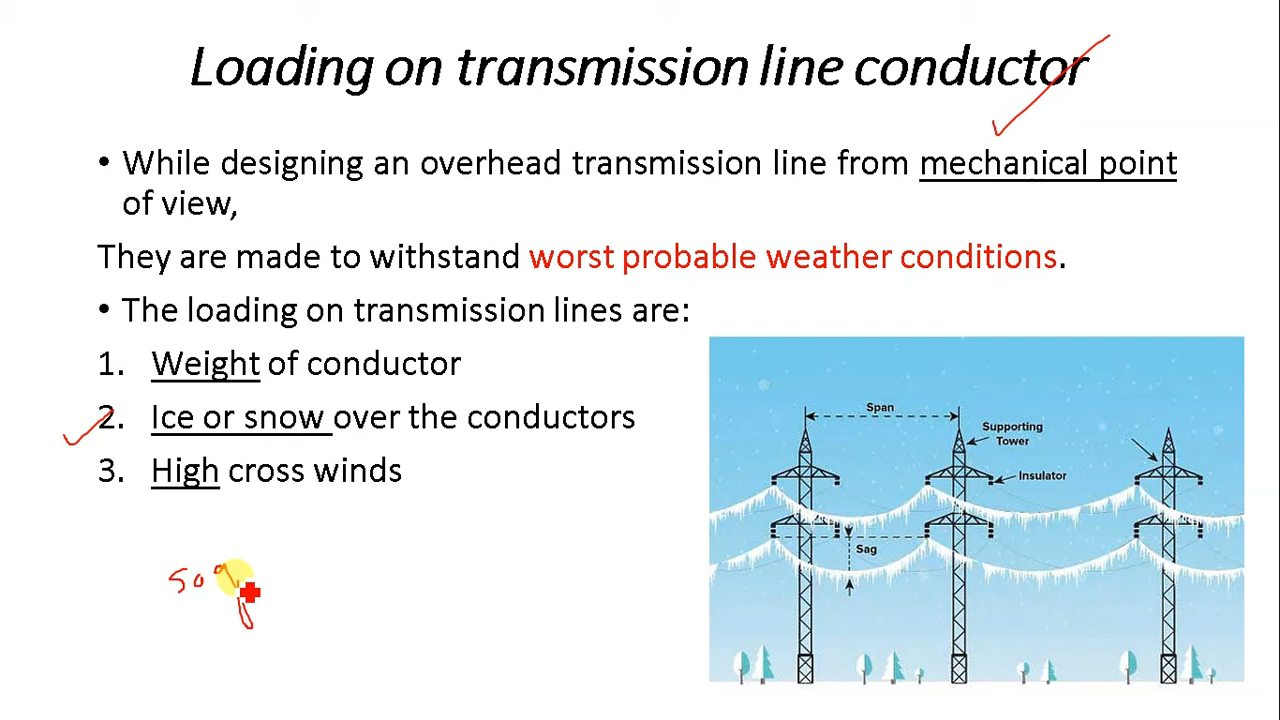 Loading on transmission line conductor
• While designing an overhead transmission line from mechanical point
of view,
They are made to withstand worst probable weather conditions.
• The loading on transmission lines are:
1. Weight of conductor
2. Ice or snow over the conductors
3. High cross winds
Span
Supporting
Tower
Insulator
Sag
50